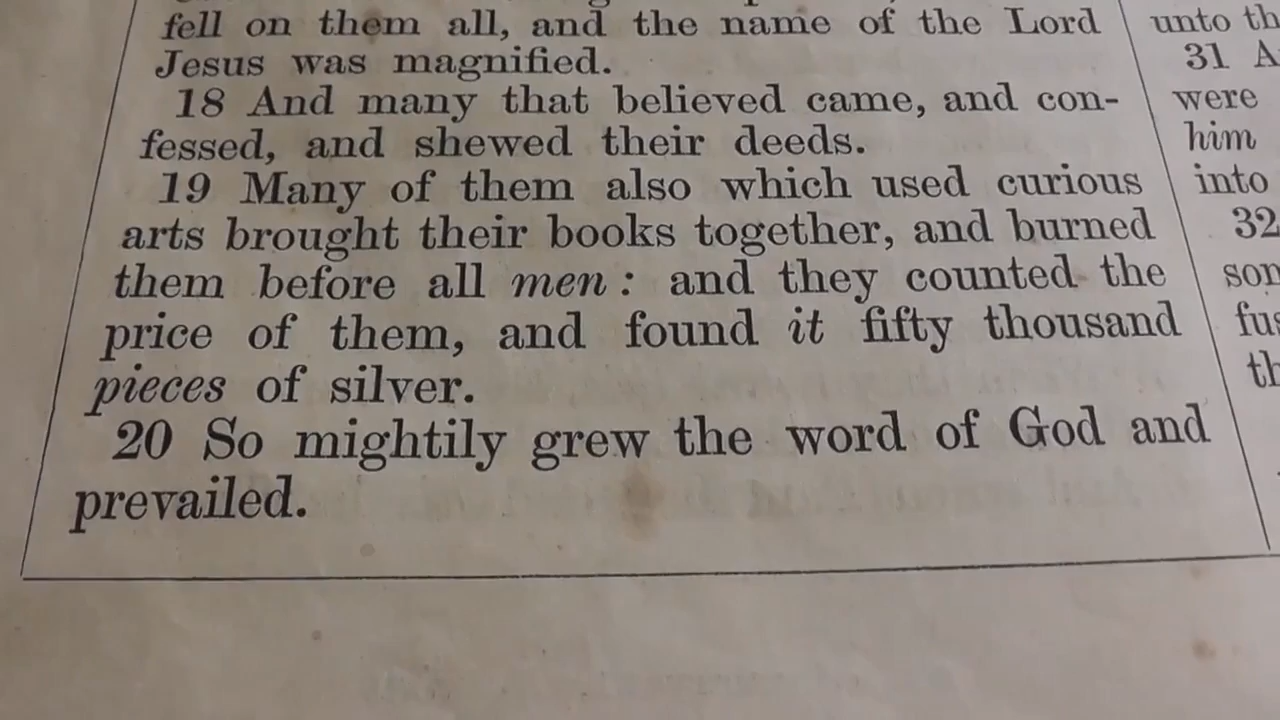 fell on them all, and the name of the Lord
Jesus was magnified.
18 And many that believed came, and con-
fessed, and shewed their deeds.
19 Many of them also which used curious
arts brought their books together, and burned
them before all men : and they counted the
price of them, and found it fifty thousand
pieces of silver.
20 So mightily grew the word of God and
prevailed.
unto th
31 A
were
him
into
32
son
fus
th